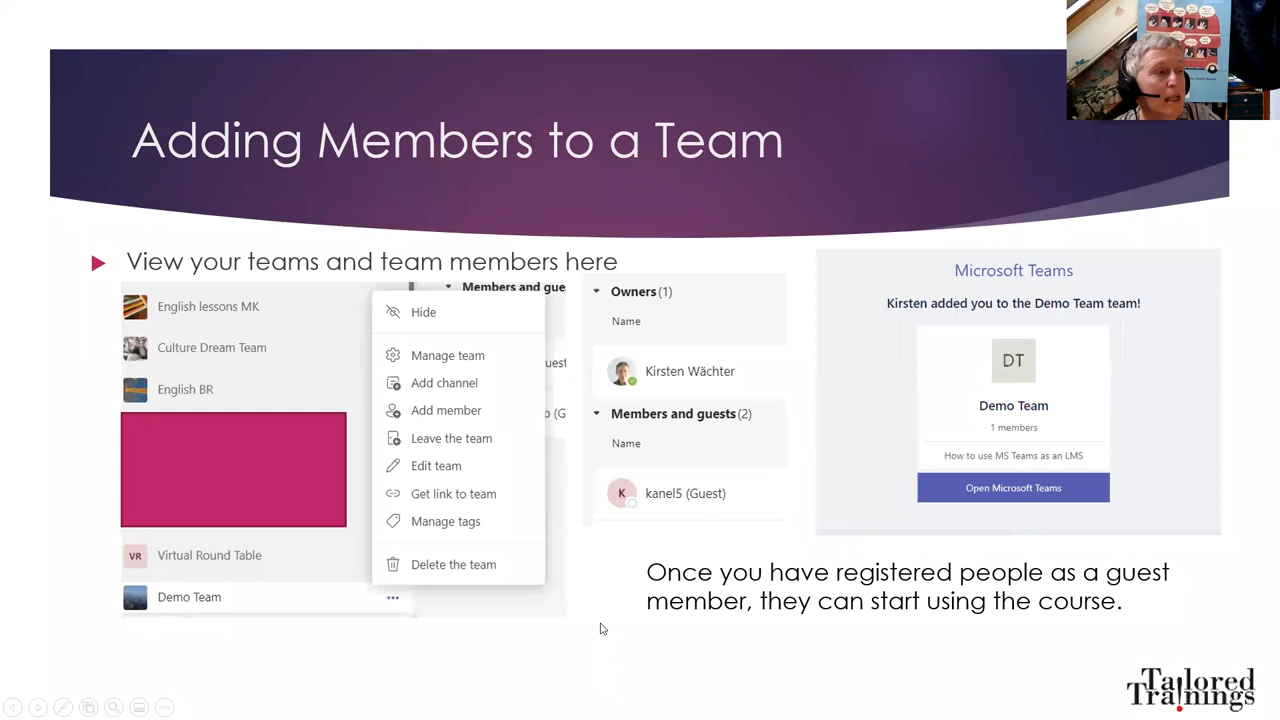 Adding Members to a Team
View your teams and team members here
English lessons MK
Culture Dream Team
English BR
VR
Virtual Round Table
Demo Team
Hide
Manage team
Add channel
Add member
Leave the team
Edit team
Get link to team
Manage tags
Delete the team
Members and gue
Owners (1)
Name
Kirsten Wächter
Members and guests (2)
Name
K
kanel5 (Guest)
Microsoft Teams
Kirsten added you to the Demo Team team!
DT
Demo Team
1 members
How to use MS Teams as an LMS
Open Microsoft Teams
Once you have registered people as a guest
member, they can start using the course.
Tailored
Trainings